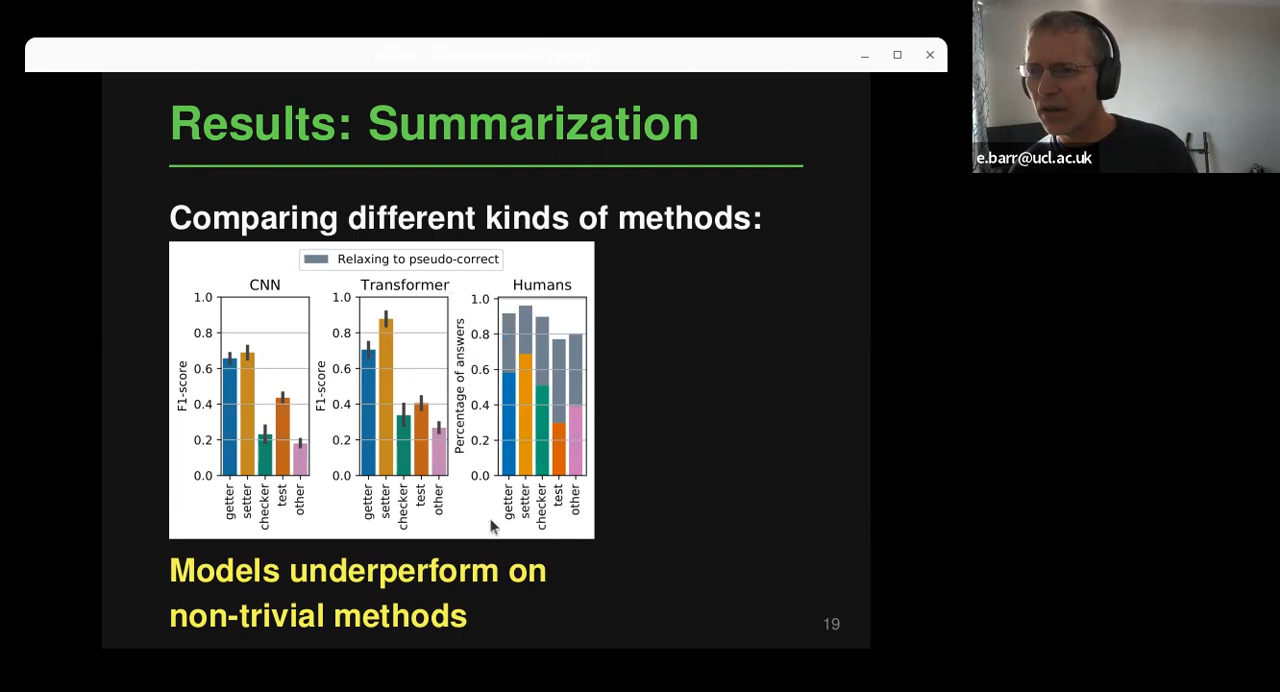 Results: Summarization
e.barr@ucl.ac.uk
Comparing different kinds of methods:
Relaxing to pseudo-correct
CNN
Transformer
Humans
F1-score
1.0
0.8
0.6
0.4
0.2
0.0
getter
setter
checker
test
other
F1-score
1.0
0.8
0.6
0.4
0.2
0.0
getter
setter
checker
test
other
Percentage of answers
1.0
0.8
0.6
0.4
0.2
0.0
getter
setter
checker
test
other
Models underperform on
non-trivial methods
19